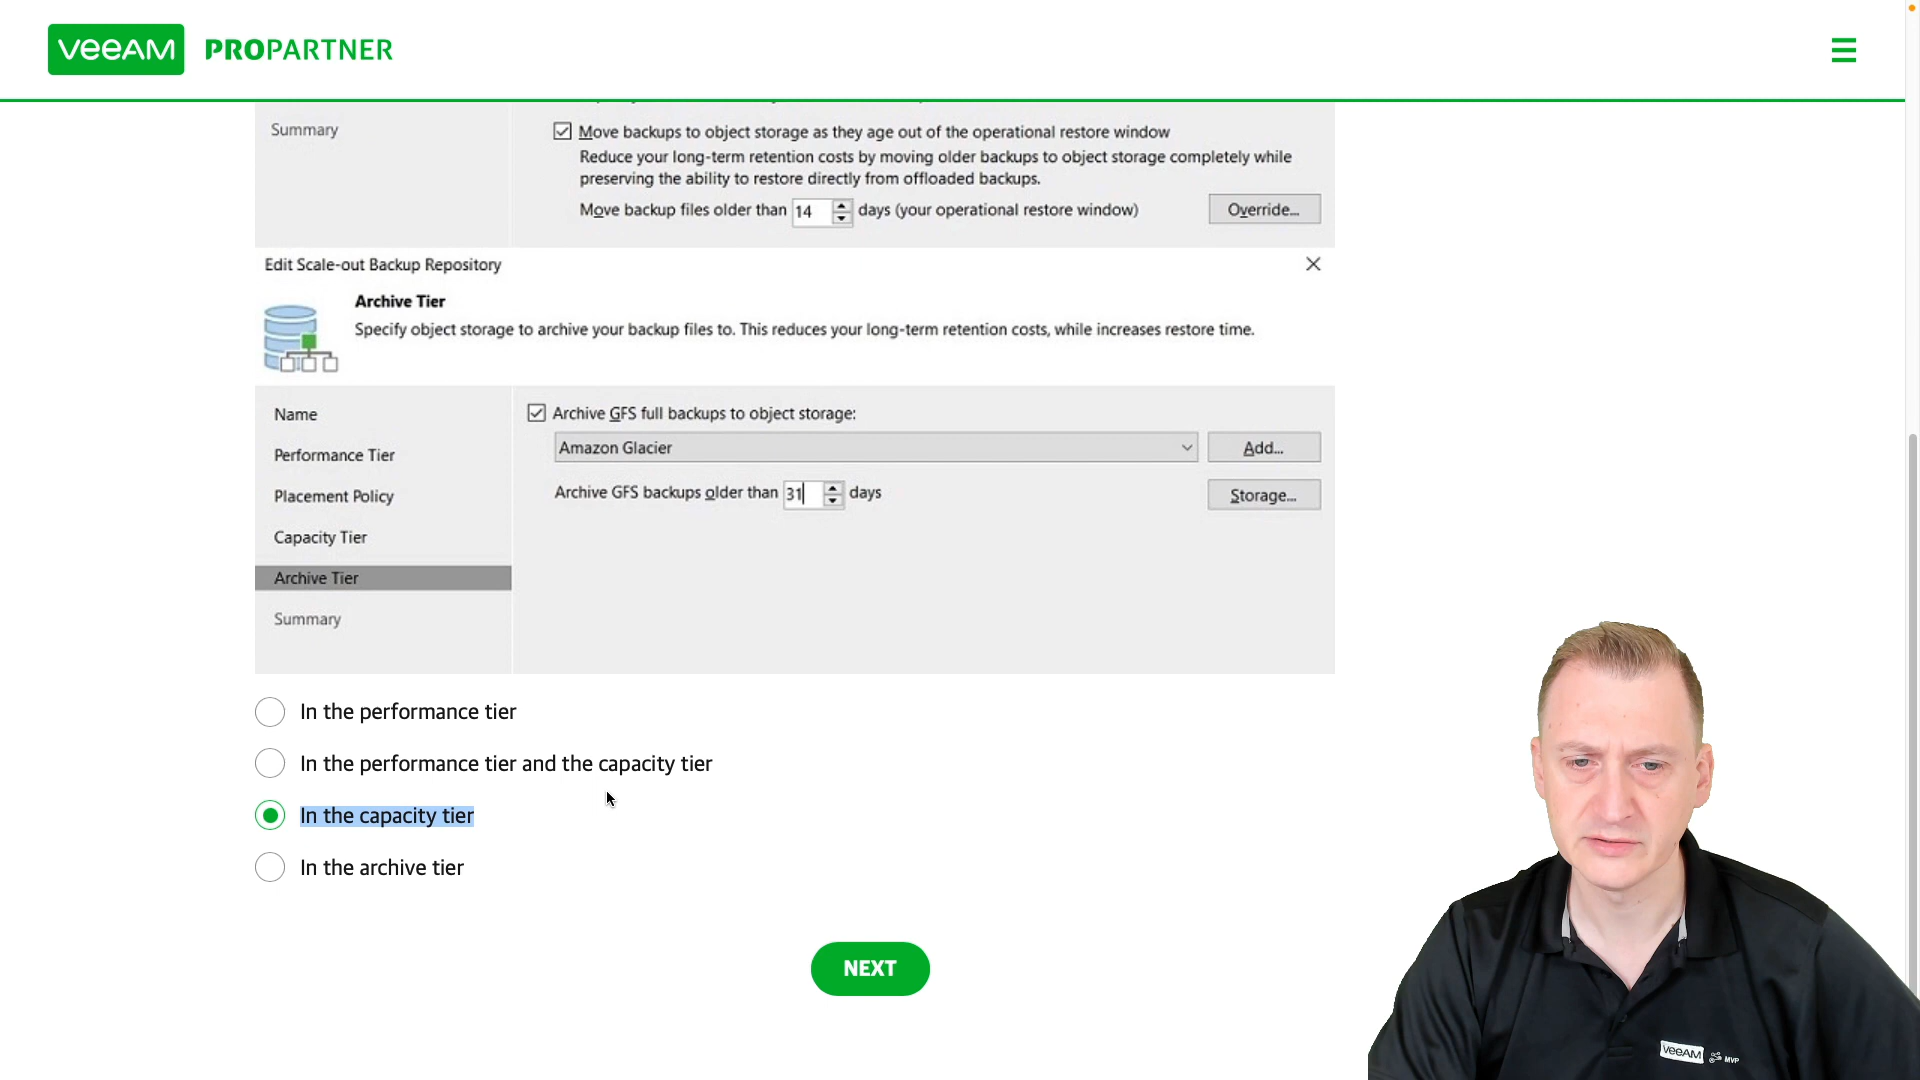 veeAM PROPARTNER
Summary
Move backups to object storage as they age out of the operational restore window
Reduce your long-term retention costs by moving older backups to object storage completely while
preserving the ability to restore directly from offloaded backups.
Move backup files older than 14 days (your operational restore window) Override...
Edit Scale-out Backup Repository
Archive Tier
Specify object storage to archive your backup files to. This reduces your long-term retention costs, while increases restore time.
Name
Archive GFS full backups to object storage:
Amazon Glacier Add...
Performance Tier
Archive GFS backups older than 31 days Storage...
Placement Policy
Capacity Tier
Archive Tier
Summary
In the performance tier
In the performance tier and the capacity tier
In the capacity tier
In the archive tier
NEXT
veeAM MVP